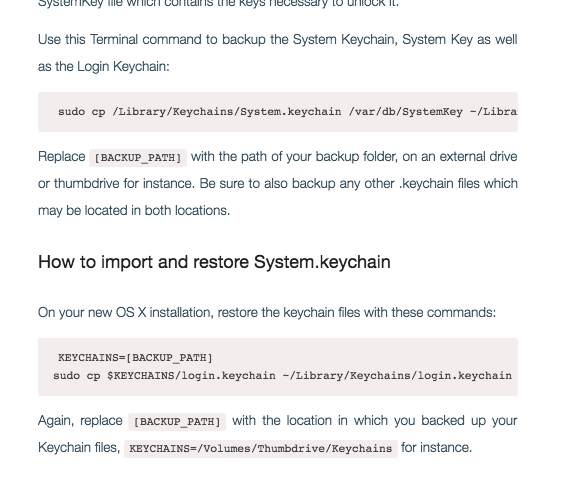 SystemKey file which contains the keys necessary to unlock it.
Use this Terminal command to backup the System Keychain, System Key as well
as the Login Keychain:
sudo cp /Library/Keychains/System.keychain /var/db/SystemKey ~/Libra
Replace [BACKUP_PATH] with the path of your backup folder, on an external drive
or thumbdrive for instance. Be sure to also backup any other .keychain files which
may be located in both locations.
How to import and restore System.keychain
On your new OS X installation, restore the keychain files with these commands:
KEYCHAINS=[BACKUP_PATH]
sudo cp $KEYCHAINS/login.keychain ~/Library/Keychains/login.keychain
Again, replace [BACKUP_PATH] with the location in which you backed up your
Keychain files, KEYCHAINS=/Volumes/Thumbdrive/Keychains for instance.